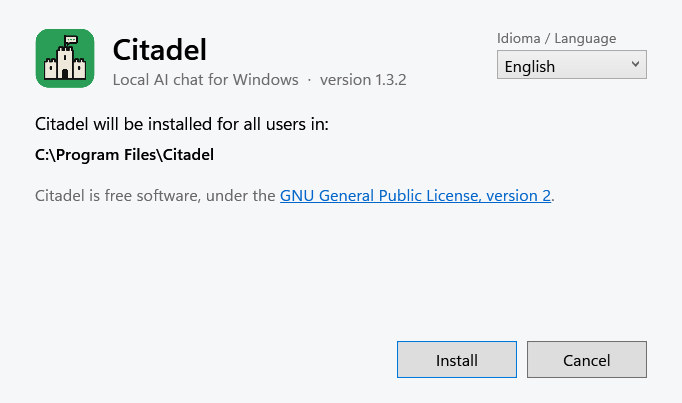 Citadel
Local AI chat for Windows · version 1.3.2
Idioma / Language
English
Citadel will be installed for all users in:
C:\Program Files\Citadel
Citadel is free software, under the GNU General Public License, version 2.
Install
Cancel